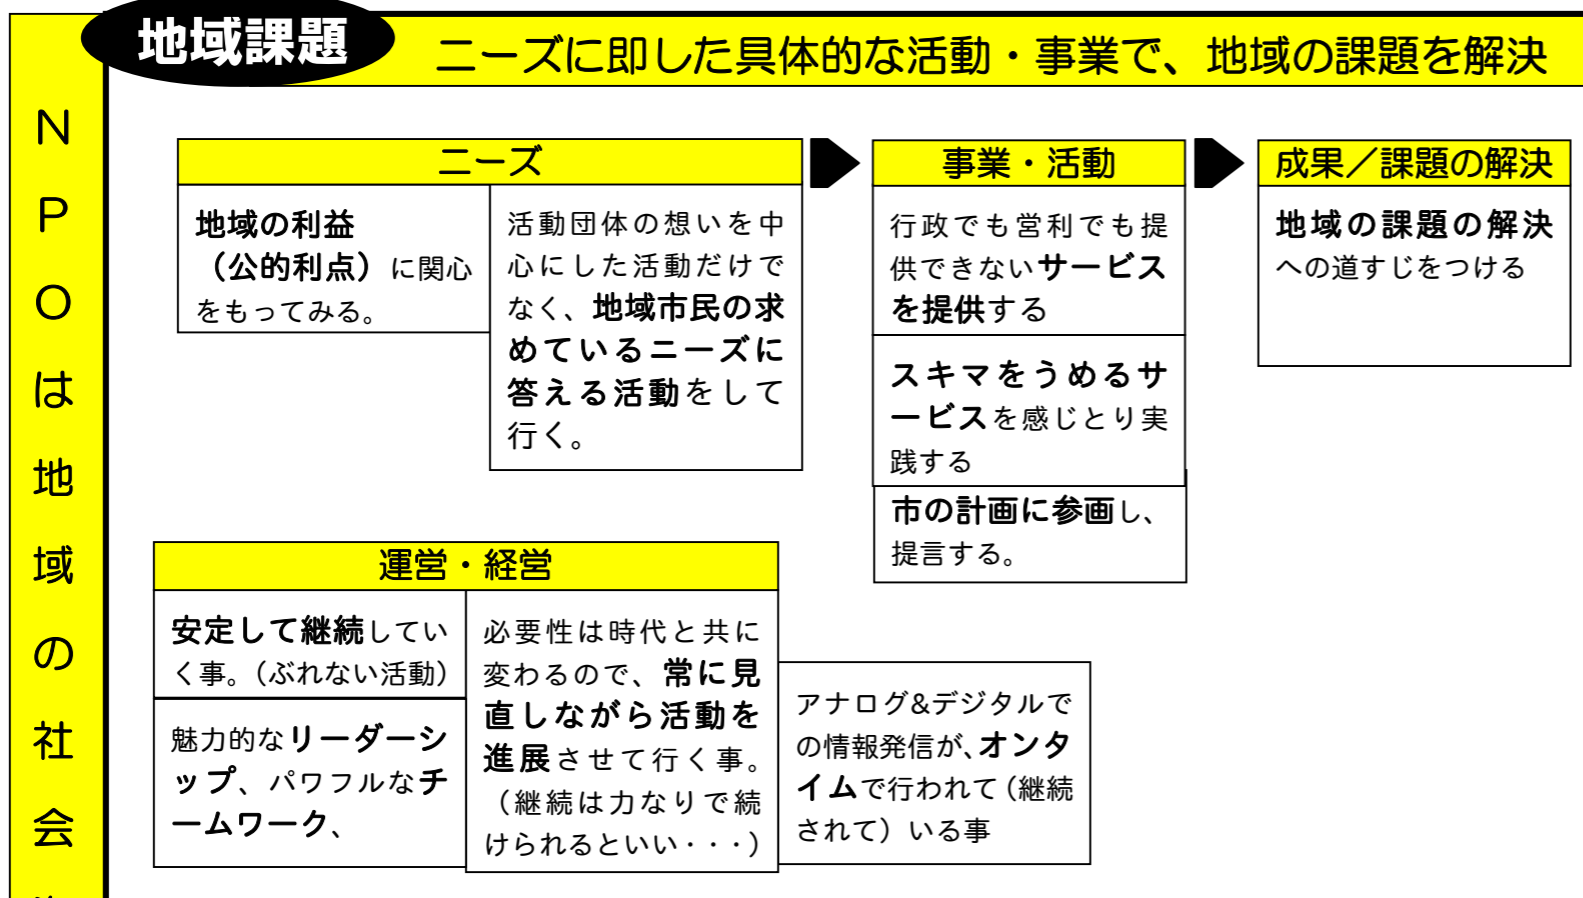 地域課題
ニーズに即した具体的な活動・事業で、地域の課題を解決
NPOは地域の社会
ニーズ
地域の利益
(公的利点)に関心
をもってみる。
活動団体の想いを中
心にした活動だけで
なく、地域市民の求
めているニーズに
答える活動をして
行く。
事業・活動
行政でも営利でも提
供できないサービス
を提供する
スキマをうめるサ
ービスを感じとり実
践する
市の計画に参画し、
提言する。
成果／課題の解決
地域の課題の解決
への道すじをつける
運営・経営
安定して継続してい
く事。(ぶれない活動)
魅力的なリーダーシ
ップ、パワフルなチ
ームワーク、
必要性は時代と共に
変わるので、常に見
直しながら活動を
進展させて行く事。
(継続は力なりで続
けられるといい・・・)
アナログ&デジタルで
の情報発信が、オンタ
イムで行われて(継続
されて)いる事